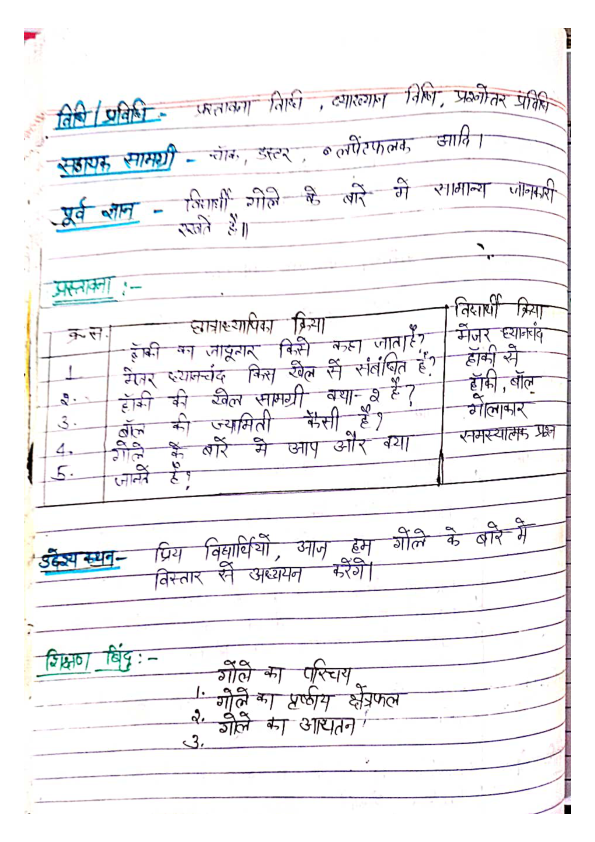 विधि / प्रविधि - प्रस्तावना विधि, व्याख्यान विधि, प्रश्नोतर प्रविधि
सहायक सामग्री - चॉक, डस्टर, लपेटफलक आदि।
पूर्व ज्ञान - विद्यार्थी गोले के बारे में सामान्य जानकारी
रखते है॥
प्रस्तावना :-
क्र.स. छात्राध्यापिका क्रिया विद्यार्थी क्रिया
1 हॉकी का जादूगार किसे कहा जाता है? मेजर ध्यानचंद
2. मेजर ध्यानचंद किस खेल से संबंधित है? हॉकी से
3. हॉकी की खेल सामग्री क्या-2 है? हॉकी, बॉल
4. बॉल की ज्यामिती कैसी है? गोलाकार
5. गोले के बारे मे आप और क्या समस्यात्मक प्रश्न
जानते है?
उद्देश्य कथन- प्रिय विद्यार्थियों, आज हम गोले के बारे में
विस्तार से अध्ययन करेंगे।
शिक्षण बिंदु :-
1. गोले का परिचय
2. गोले का पृष्ठीय क्षेत्रफल
3. गोले का आयतन